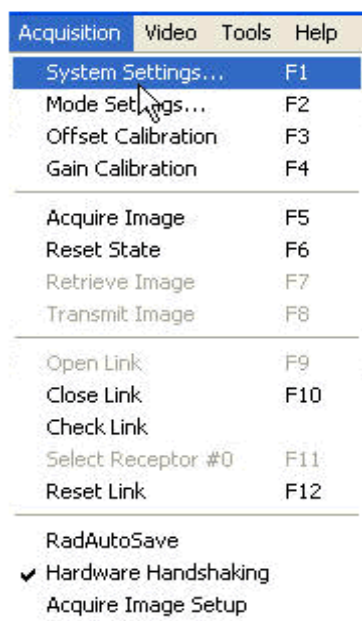 Acquisition Video Tools Help
System Settings... F1
Mode Settings... F2
Offset Calibration F3
Gain Calibration F4
Acquire Image F5
Reset State F6
Retrieve Image F7
Transmit Image F8
Open Link F9
Close Link F10
Check Link
Select Receptor #0 F11
Reset Link F12
RadAutoSave
Hardware Handshaking
Acquire Image Setup